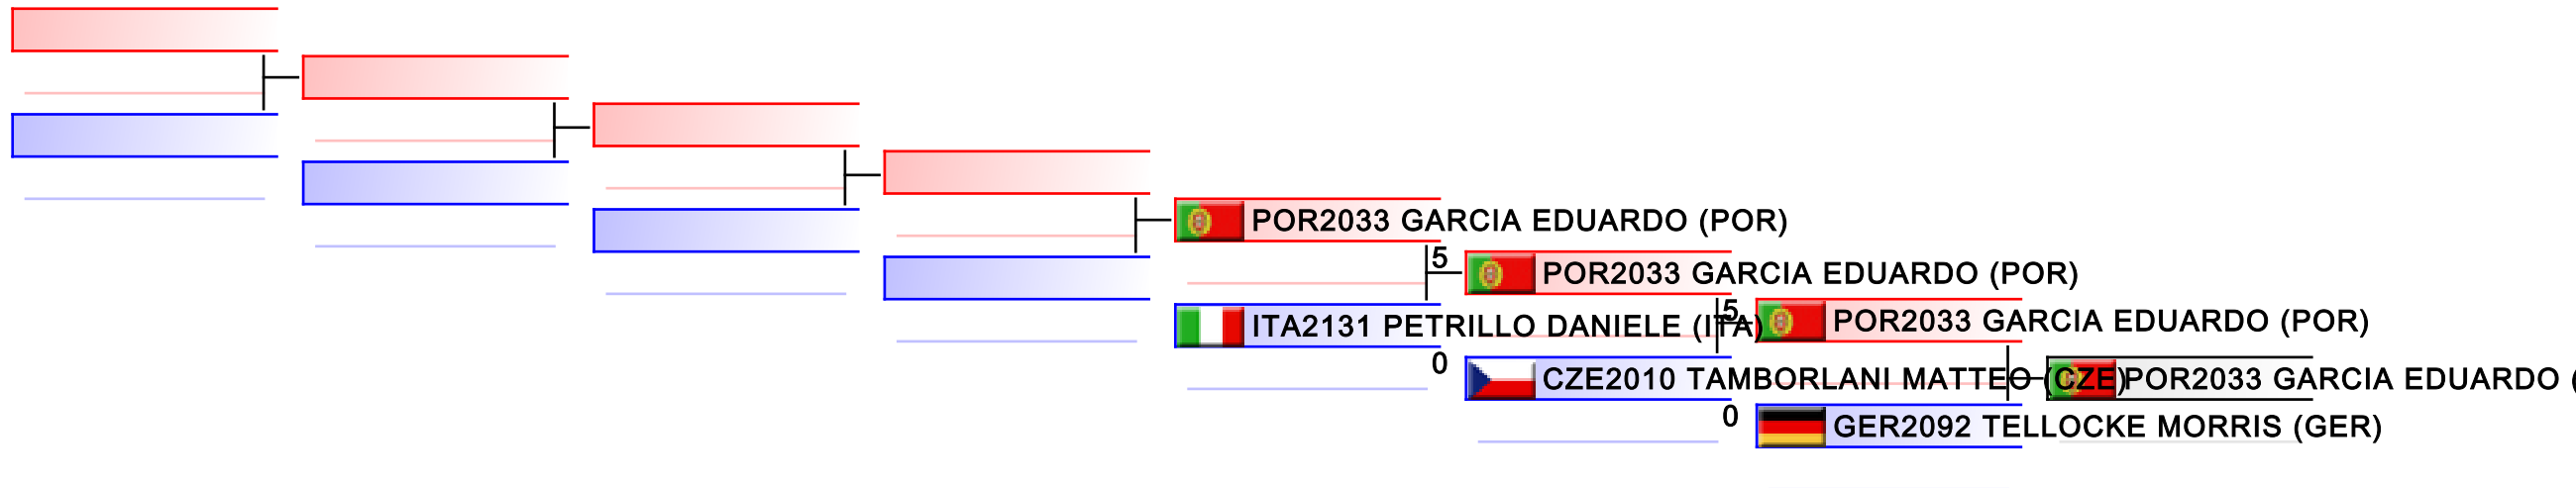 POR2033 GARCIA EDUARDO (POR)
5
POR2033 GARCIA EDUARDO (POR)
ITA2131 PETRILLO DANIELE (ITA)
5
POR2033 GARCIA EDUARDO (POR)
0
CZE2010 TAMBORLANI MATTEO (CZE)
POR2033 GARCIA EDUARDO (
0
GER2092 TELLOCKE MORRIS (GER)